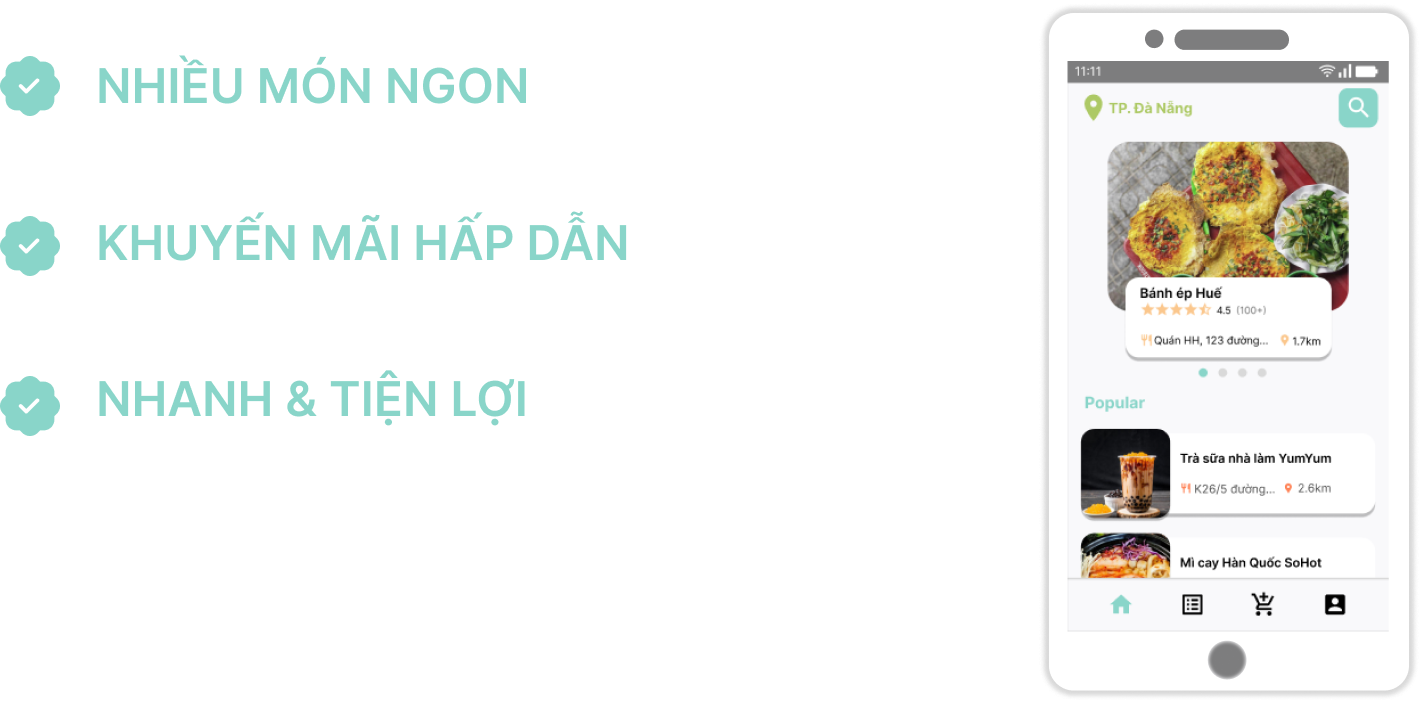 NHIỀU MÓN NGON
KHUYẾN MÃI HẤP DẪN
NHANH & TIỆN LỢI
11:11
TP. Đà Nẵng
Bánh ép Huế
4.5 (100+)
Quán HH, 123 đường... 1.7km
Popular
Trà sữa nhà làm YumYum
K26/5 đường... 2.6km
Mì cay Hàn Quốc SoHot